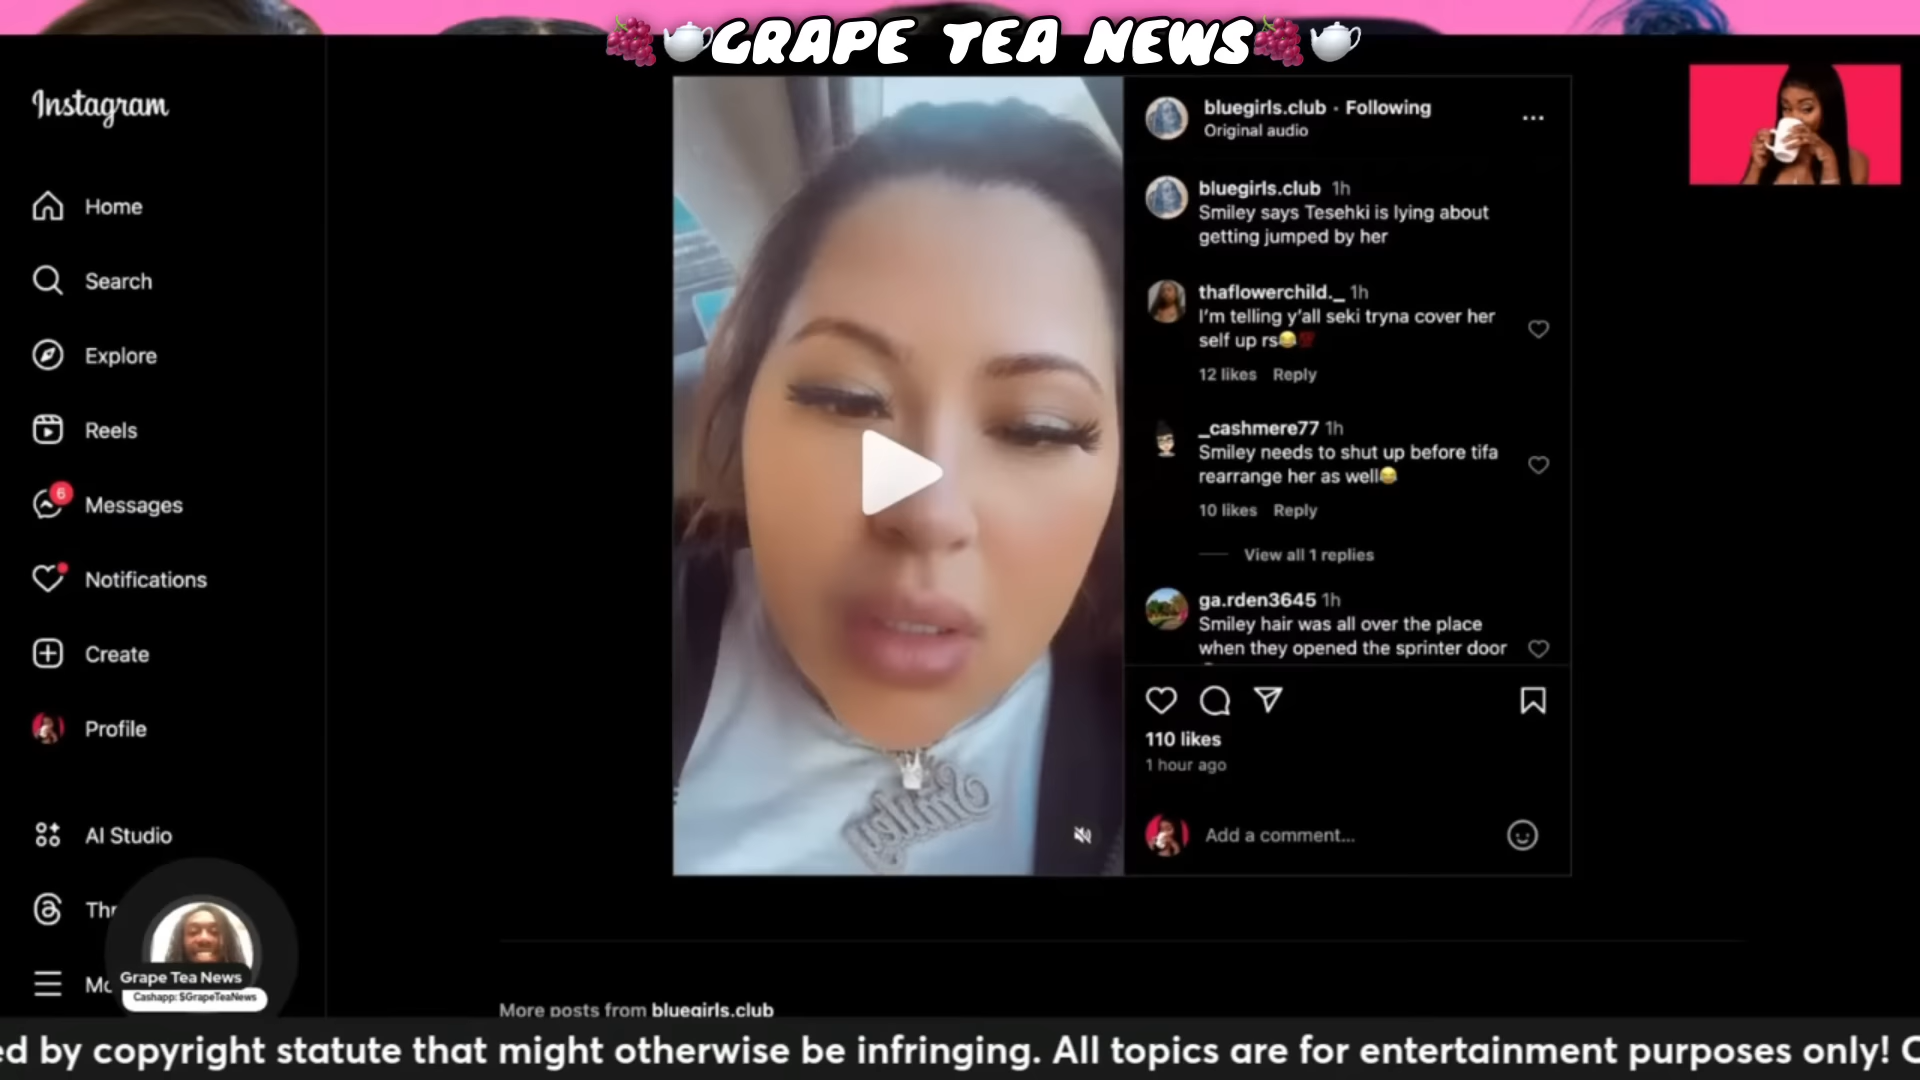 GRAPE TEA NEWS
Instagram
Home
Search
Explore
Reels
6
Messages
Notifications
Create
Profile
AI Studio
Grape Tea News
Cashapp: $GrapeTeaNews
Smiley
bluegirls.club · Following
Original audio
bluegirls.club 1h
Smiley says Tesehki is lying about
getting jumped by her
thaflowerchild._ 1h
I'm telling y'all seki tryna cover her
self up rs😂💯
12 likes Reply
_cashmere77 1h
Smiley needs to shut up before tifa
rearrange her as well😂
10 likes Reply
View all 1 replies
ga.rden3645 1h
Smiley hair was all over the place
when they opened the sprinter door
110 likes
1 hour ago
Add a comment...
More posts from bluegirls.club
ed by copyright statute that might otherwise be infringing. All topics are for entertainment purposes only!